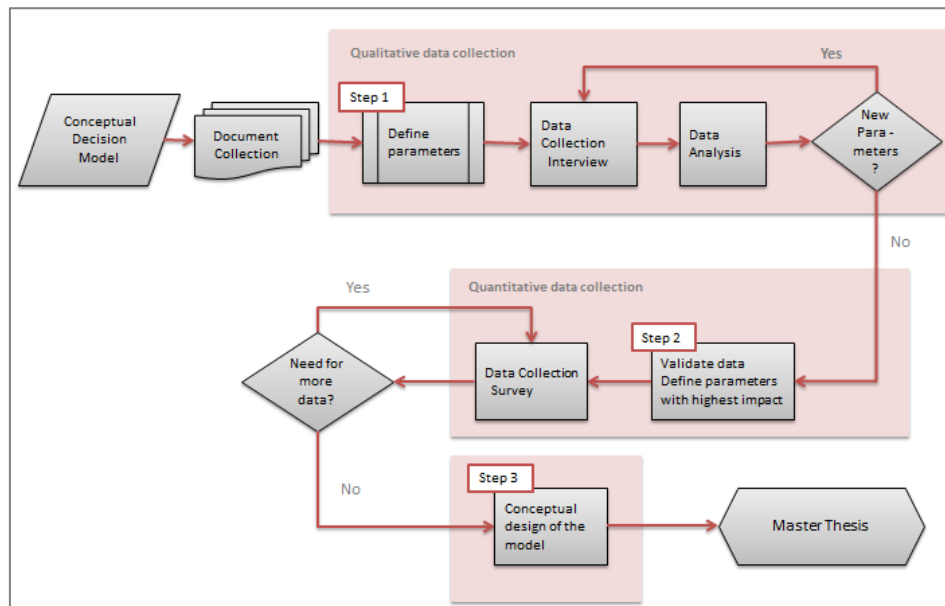 Qualitative data collection
Yes
Step 1
Conceptual
Decision
Model
Document
Collection
Define
parameters
Data
Collection
Interview
Data
Analysis
New
Para -
meters
?
No
Quantitative data collection
Yes
Step 2
Need for
more
data?
Data Collection
Survey
Validate data
Define parameters
with highest impact
No
Step 3
Conceptual
design of the
model
Master Thesis